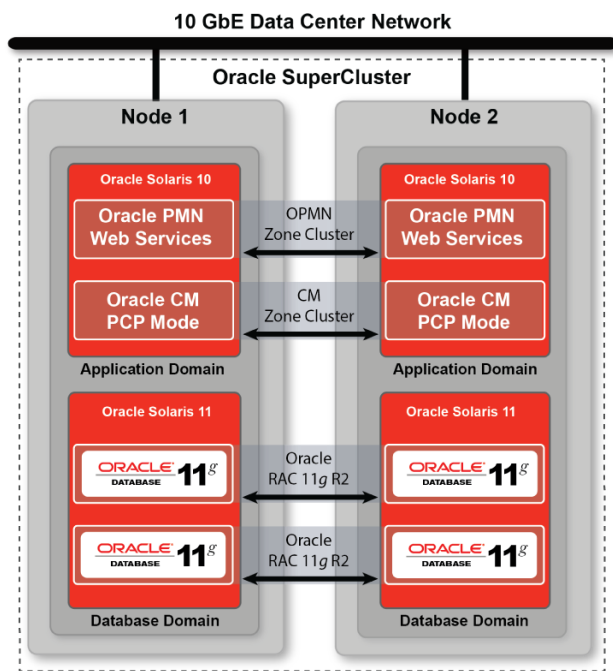 10 GbE Data Center Network
Oracle SuperCluster
Node 1
Node 2
Oracle Solaris 10
Oracle PMN
Web Services
OPMN
Zone Cluster
Oracle Solaris 10
Oracle PMN
Web Services
Oracle CM
PCP Mode
CM
Zone Cluster
Oracle CM
PCP Mode
Application Domain
Application Domain
Oracle Solaris 11
Oracle Solaris 11
ORACLE®
DATABASE 11g
Oracle
RAC 11g R2
ORACLE®
DATABASE 11g
ORACLE®
DATABASE 11g
Oracle
RAC 11g R2
ORACLE®
DATABASE 11g
Database Domain
Database Domain